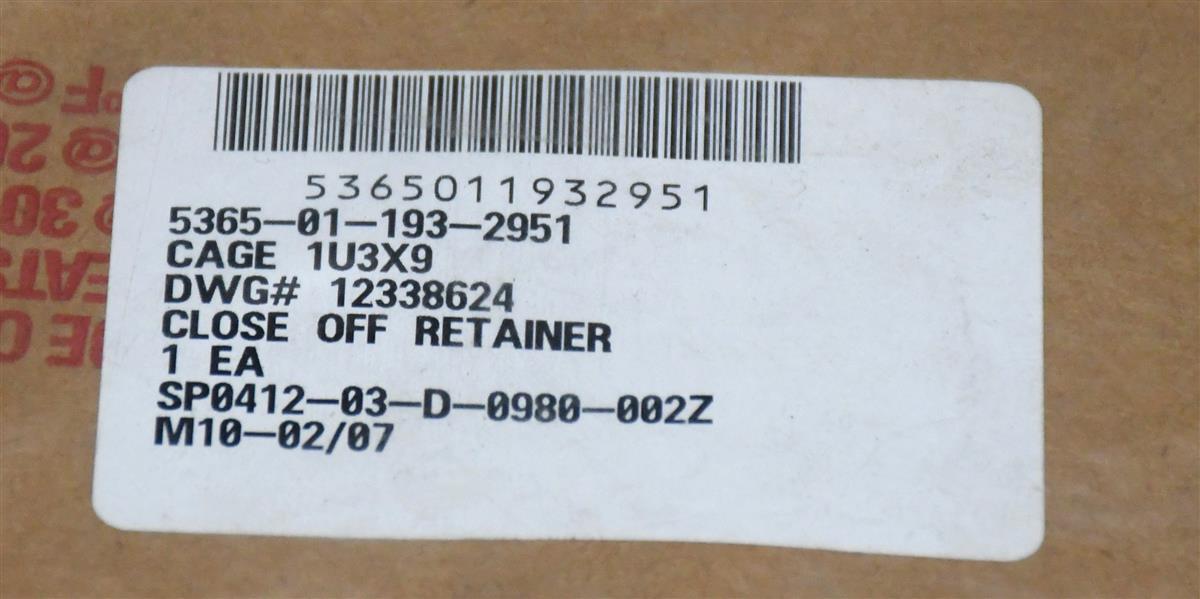 5365011932951
5365-01-193-2951
CAGE 1U3X9
DWG# 12338624
CLOSE OFF RETAINER
1 EA
SP0412-03-D-0980-002Z
M10-02/07